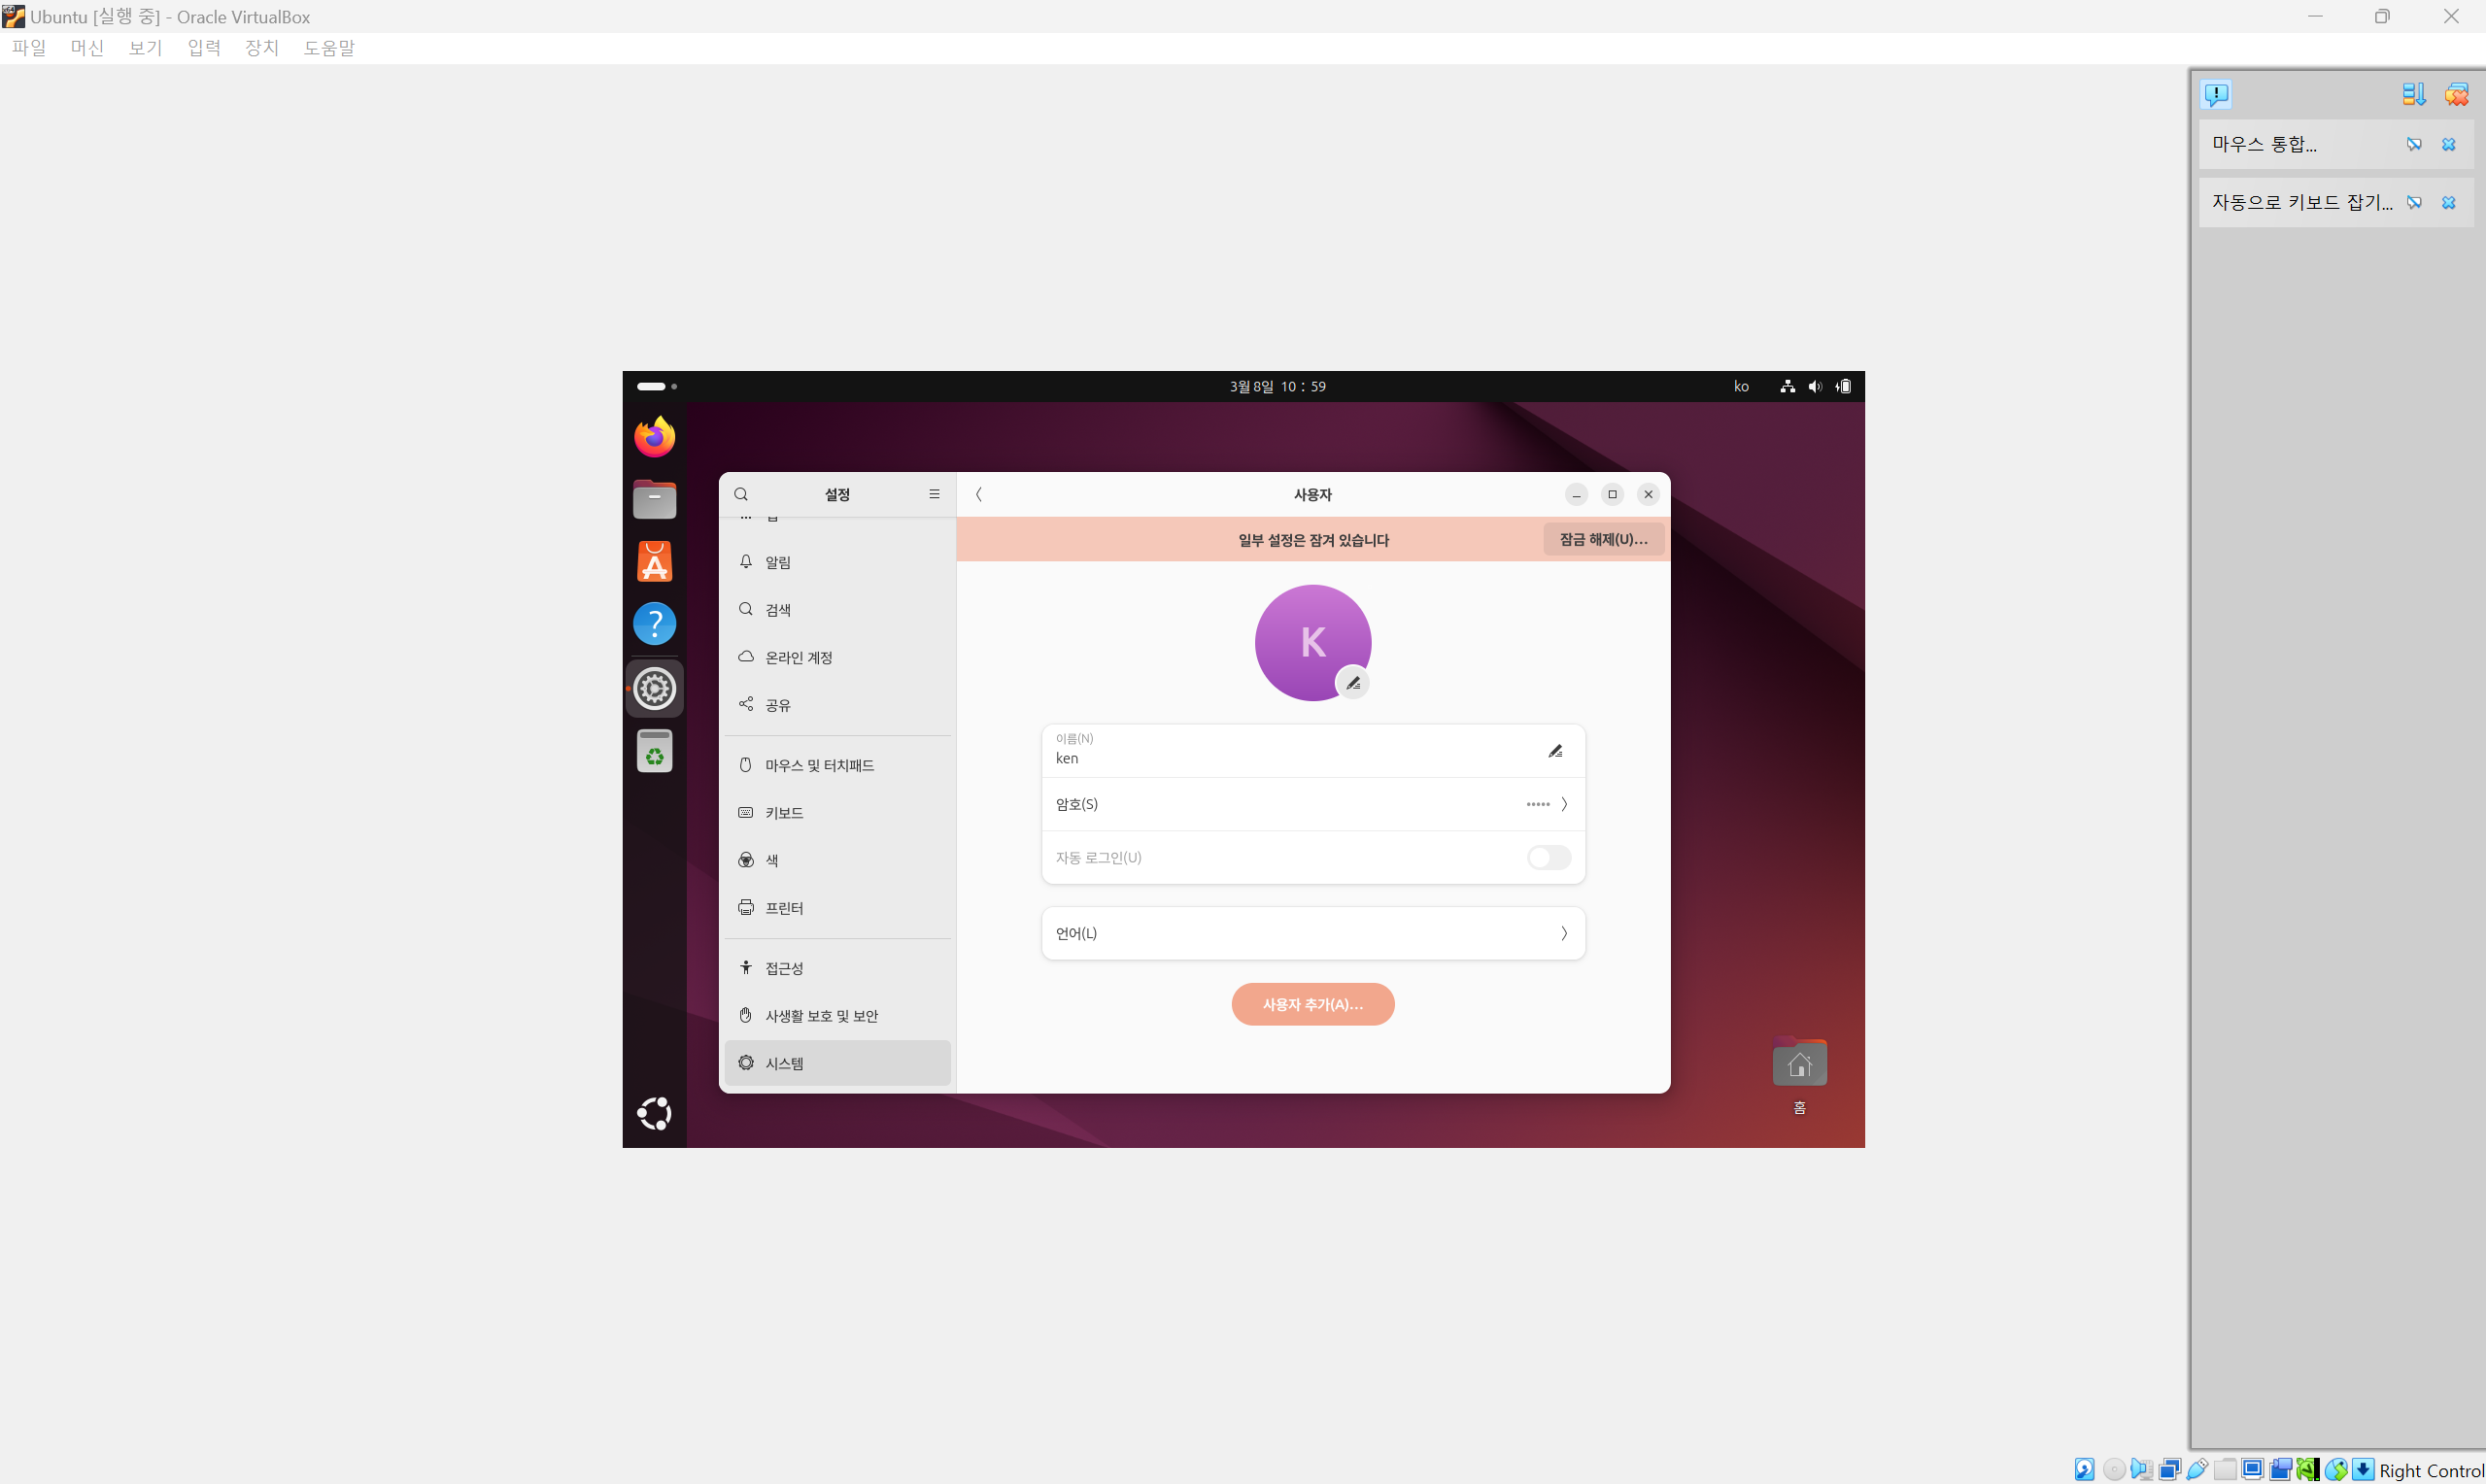 Ubuntu [실행 중] - Oracle VirtualBox
파일 머신 보기 입력 장치 도움말
마우스 통합...
자동으로 키보드 잡기...
3월 8일 10 : 59
ko
설정
사용자
일부 설정은 잠겨 있습니다
잠금 해제(U)...
알림
검색
온라인 계정
공유
마우스 및 터치패드
키보드
색
프린터
접근성
사생활 보호 및 보안
시스템
K
이름(N)
ken
암호(S)
자동 로그인(U)
언어(L)
사용자 추가(A)...
홈
Right Control